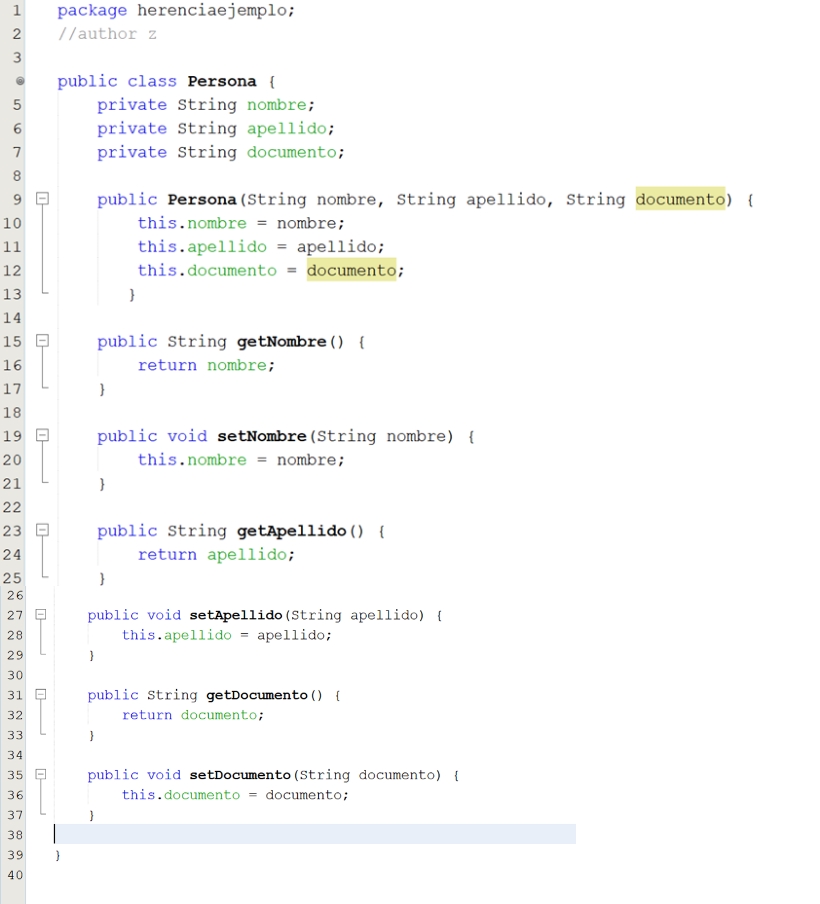 1 package herenciaejemplo;
2 //author z
3
public class Persona {
5 private String nombre;
6 private String apellido;
7 private String documento;
8
9 public Persona(String nombre, String apellido, String documento) {
10 this.nombre = nombre;
11 this.apellido = apellido;
12 this.documento = documento;
13 }
14
15 public String getNombre() {
16 return nombre;
17 }
18
19 public void setNombre(String nombre) {
20 this.nombre = nombre;
21 }
22
23 public String getApellido() {
24 return apellido;
25 }
26
27 public void setApellido(String apellido) {
28 this.apellido = apellido;
29 }
30
31 public String getDocumento() {
32 return documento;
33 }
34
35 public void setDocumento(String documento) {
36 this.documento = documento;
37 }
38
39 }
40